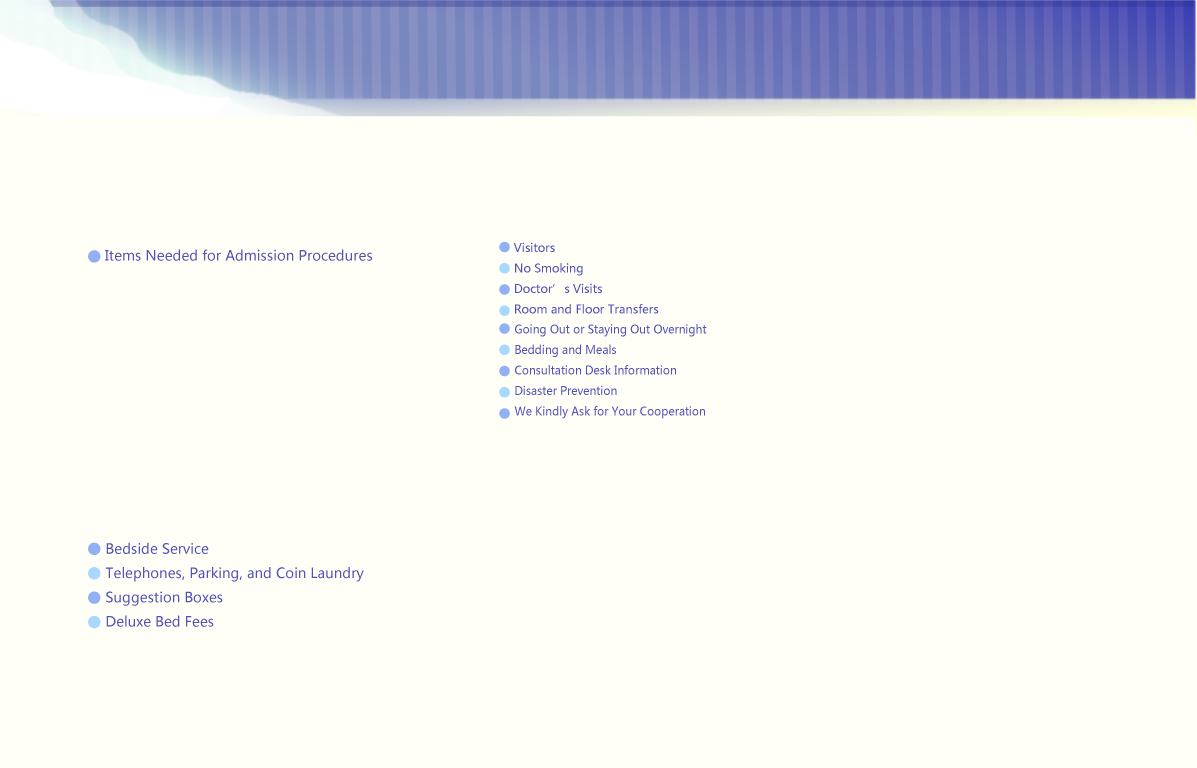 Items Needed for Admission Procedures
Visitors
No Smoking
Doctor’s Visits
Room and Floor Transfers
Going Out or Staying Out Overnight
Bedding and Meals
Consultation Desk Information
Disaster Prevention
We Kindly Ask for Your Cooperation
Bedside Service
Telephones, Parking, and Coin Laundry
Suggestion Boxes
Deluxe Bed Fees